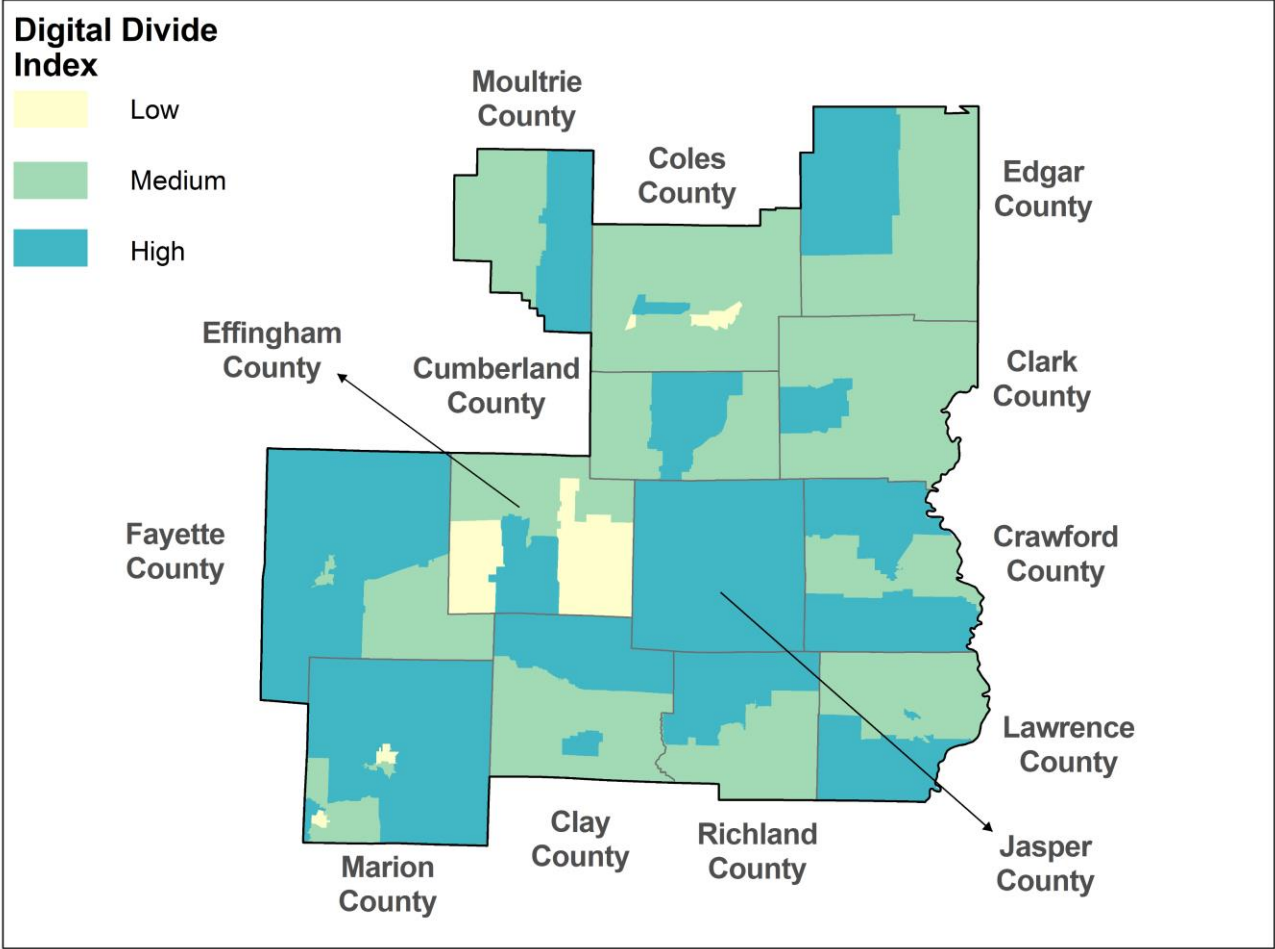 Digital Divide
Index
Low
Medium
High
Moultrie
County
Coles
County
Edgar
County
Effingham
County
Cumberland
County
Clark
County
Fayette
County
Crawford
County
Lawrence
County
Clay
County
Richland
County
Jasper
County
Marion
County